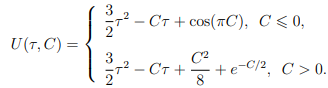 U(τ, C) = { 3/2 τ² − Cτ + cos(πC), C ⩽ 0,
3/2 τ² − Cτ + C²/8 + e^{−C/2}, C > 0.